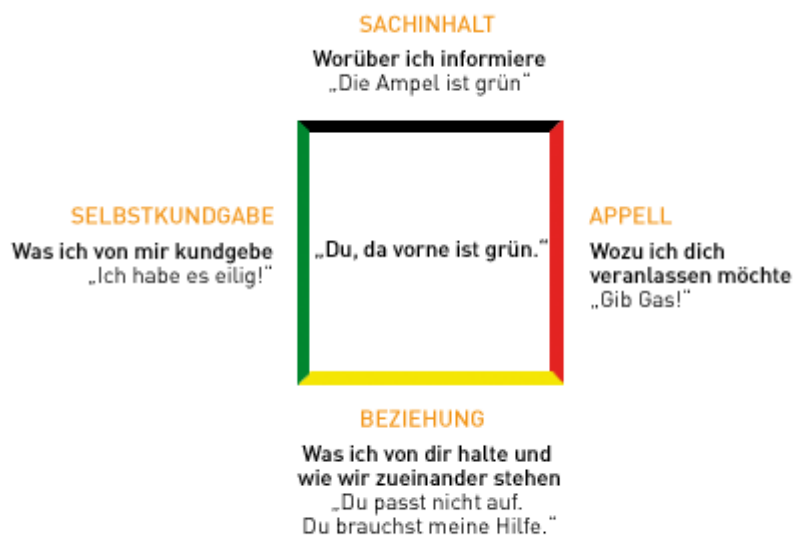 SACHINHALT
Worüber ich informiere
„Die Ampel ist grün“
SELBSTKUNDGABE
Was ich von mir kundgebe
„Ich habe es eilig!“
„Du, da vorne ist grün.“
APPELL
Wozu ich dich
veranlassen möchte
„Gib Gas!“
BEZIEHUNG
Was ich von dir halte und
wie wir zueinander stehen
„Du passt nicht auf.
Du brauchst meine Hilfe.“